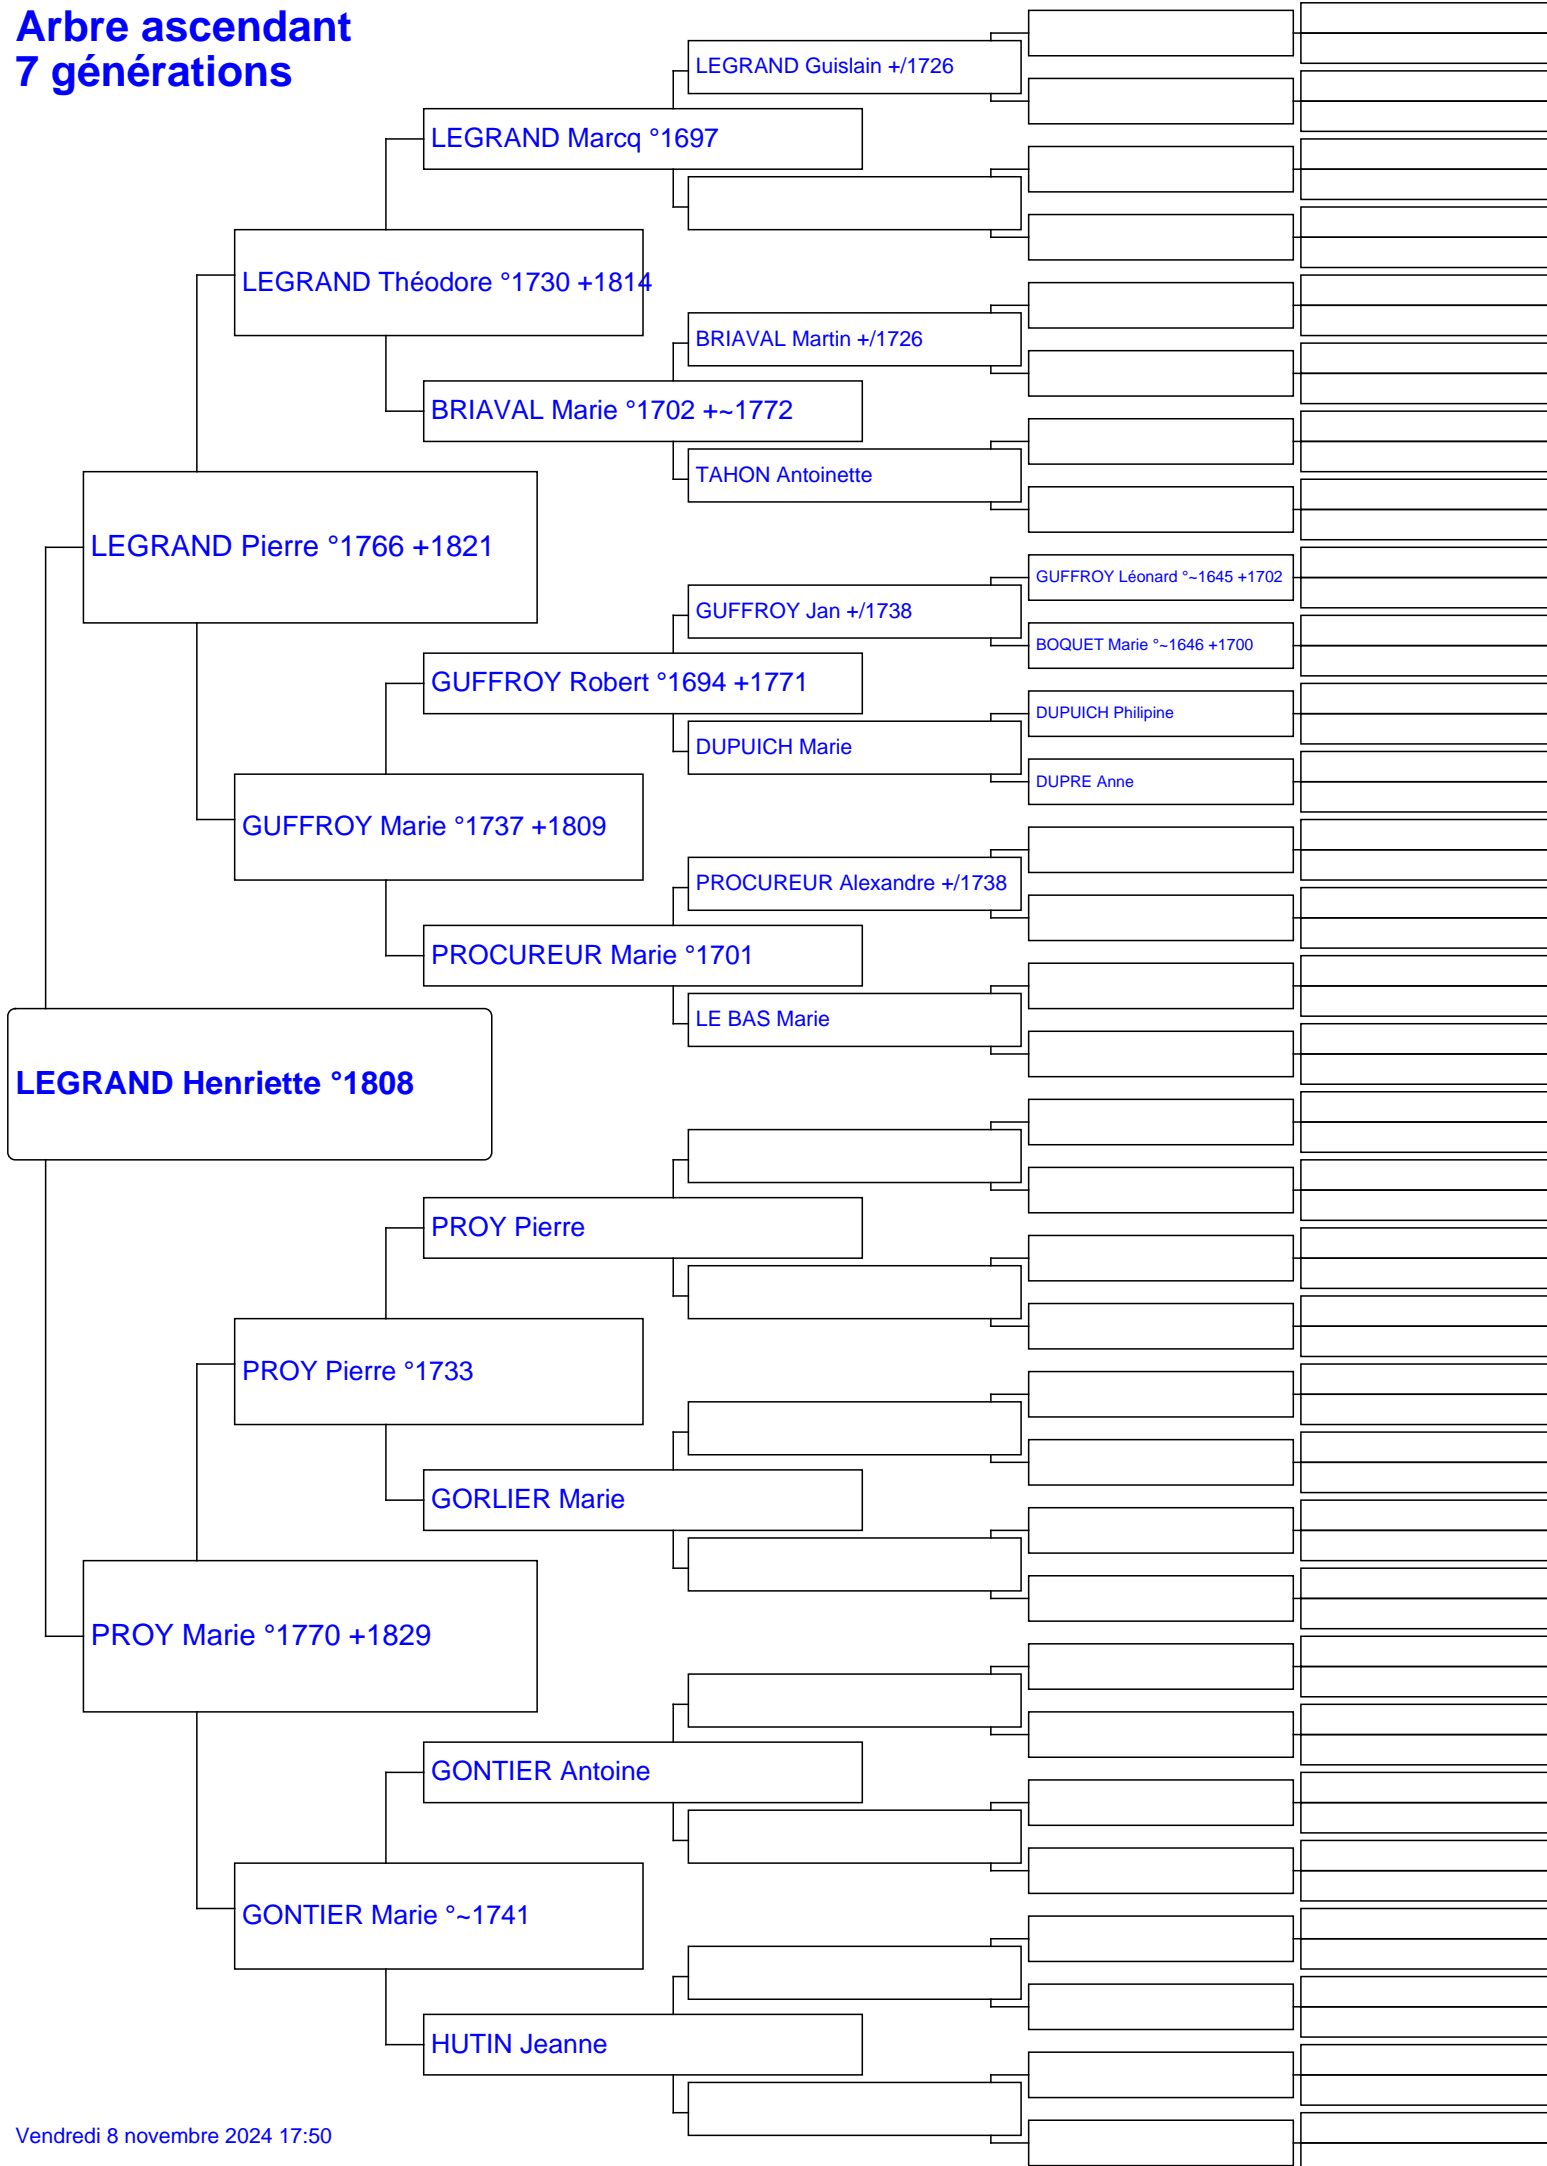 Arbre ascendant
7 générations
LEGRAND Guislain +/1726
LEGRAND Marcq °1697
LEGRAND Théodore °1730 +1814
BRIAVAL Martin +/1726
BRIAVAL Marie °1702 +~1772
TAHON Antoinette
LEGRAND Pierre °1766 +1821
GUFFROY Léonard °~1645 +1702
GUFFROY Jan +/1738
BOQUET Marie °~1646 +1700
GUFFROY Robert °1694 +1771
DUPUICH Philipine
DUPUICH Marie
DUPRE Anne
GUFFROY Marie °1737 +1809
PROCUREUR Alexandre +/1738
PROCUREUR Marie °1701
LE BAS Marie
LEGRAND Henriette °1808
PROY Pierre
PROY Pierre °1733
GORLIER Marie
PROY Marie °1770 +1829
GONTIER Antoine
GONTIER Marie °~1741
HUTIN Jeanne
Vendredi 8 novembre 2024 17:50